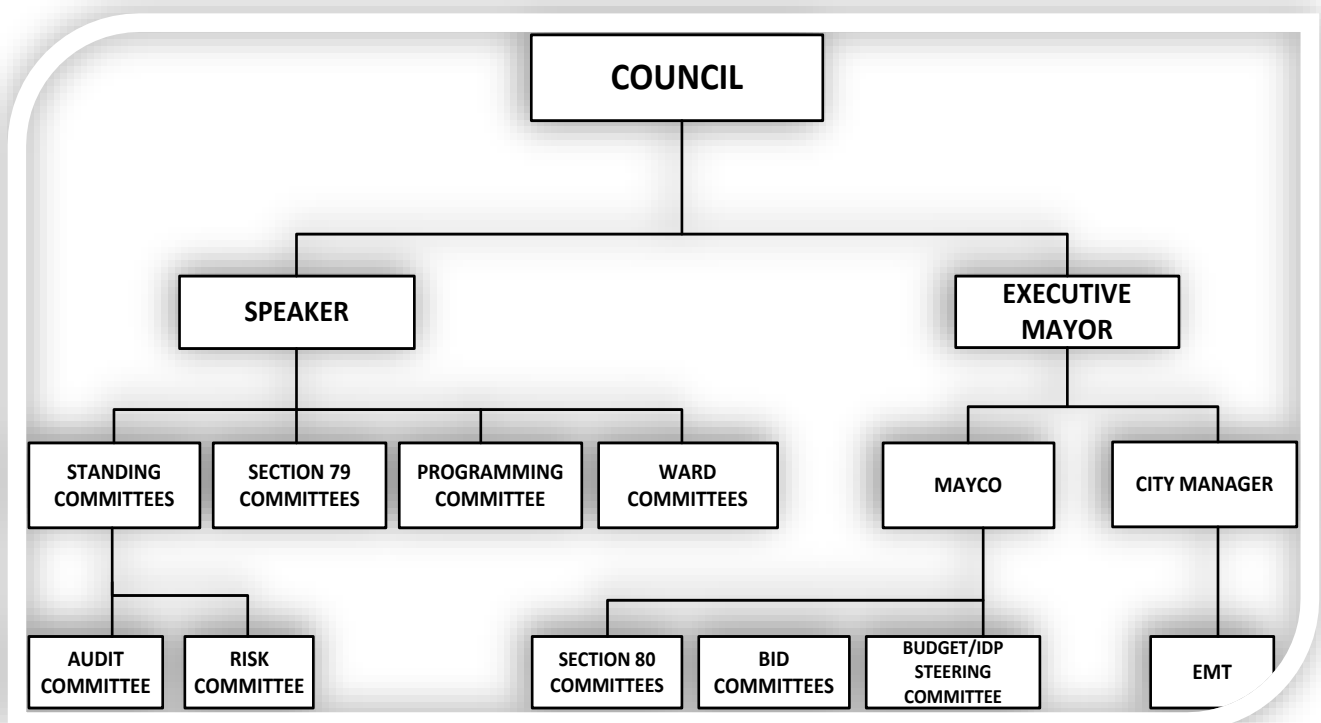 COUNCIL
SPEAKER
EXECUTIVE
MAYOR
STANDING
COMMITTEES
SECTION 79
COMMITTEES
PROGRAMMING
COMMITTEE
WARD
COMMITTEES
MAYCO
CITY MANAGER
AUDIT
COMMITTEE
RISK
COMMITTEE
SECTION 80
COMMITTEES
BID
COMMITTEES
BUDGET/IDP
STEERING
COMMITTEE
EMT